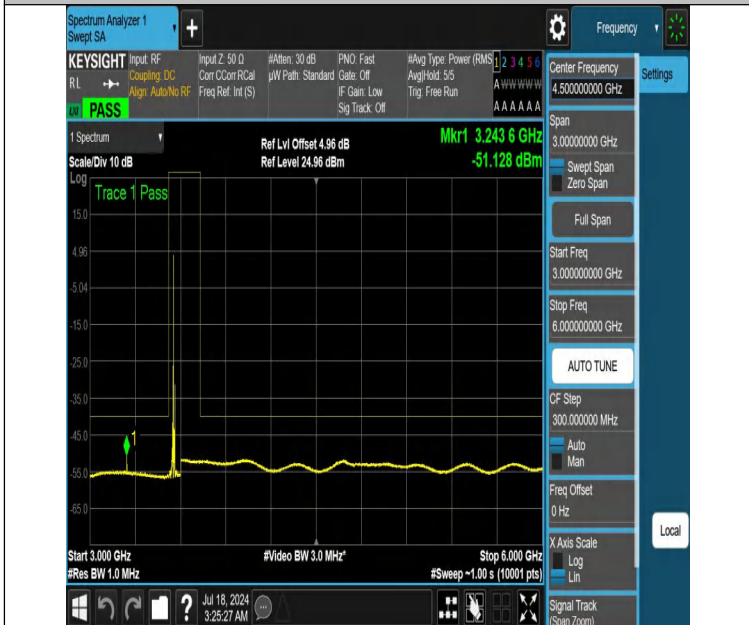 Spectrum Analyzer 1
Swept SA
+
Frequency
KEYSIGHT
RL
LXI PASS
Input: RF
Coupling: DC
Align: Auto/No RF
Input Z: 50 Ω
Corr CCorr RCal
Freq Ref: Int (S)
#Atten: 30 dB
µW Path: Standard
PNO: Fast
Gate: Off
IF Gain: Low
Sig Track: Off
#Avg Type: Power (RMS
Avg|Hold: 5/5
Trig: Free Run
1 2 3 4 5 6
A W W W W W
A A A A A A
1 Spectrum
Scale/Div 10 dB
Ref Lvl Offset 4.96 dB
Ref Level 24.96 dBm
Mkr1 3.243 6 GHz
-51.128 dBm
Log
Trace 1 Pass
15.0
4.96
-5.04
-15.0
-25.0
-35.0
-45.0
-55.0
-65.0
1
Start 3.000 GHz
#Res BW 1.0 MHz
#Video BW 3.0 MHz*
Stop 6.000 GHz
#Sweep ~1.00 s (10001 pts)
?
Jul 18, 2024
3:25:27 AM
Center Frequency
4.500000000 GHz
Span
3.00000000 GHz
Swept Span
Zero Span
Full Span
Start Freq
3.000000000 GHz
Stop Freq
6.000000000 GHz
AUTO TUNE
CF Step
300.000000 MHz
Auto
Man
Freq Offset
0 Hz
X Axis Scale
Log
Lin
Signal Track
(Span Zoom)
Settings
Local